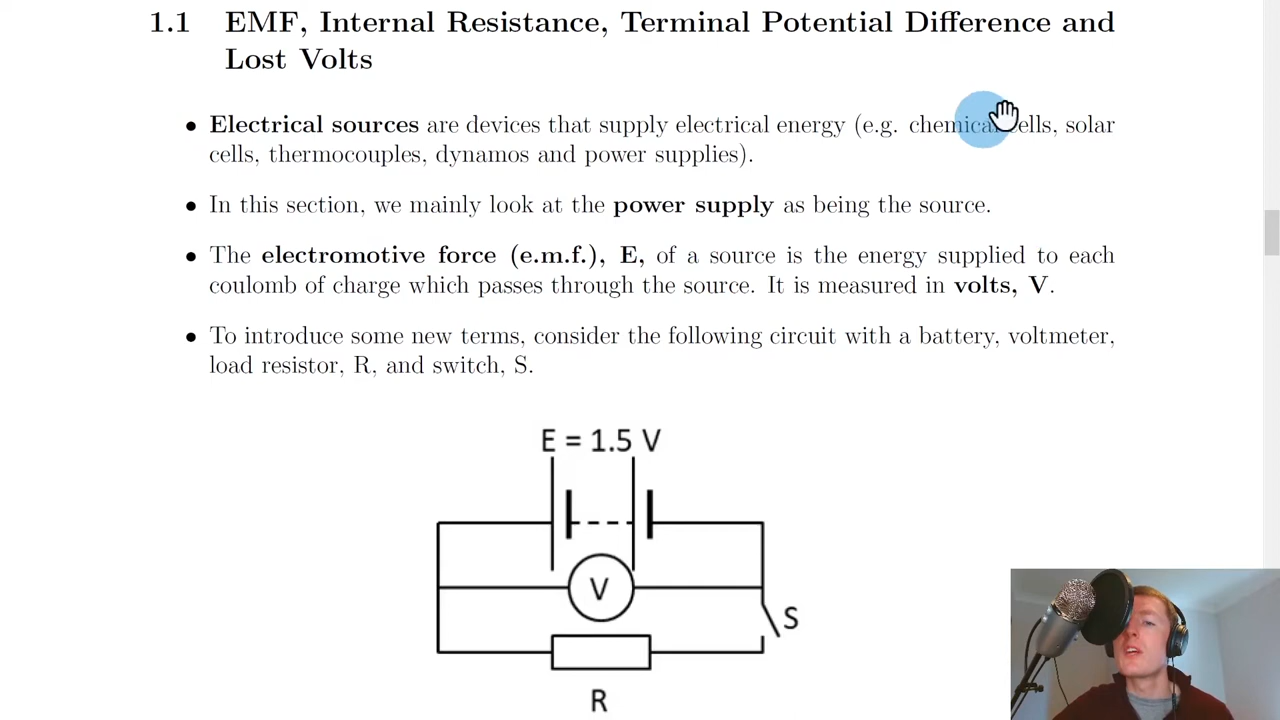 1.1 EMF, Internal Resistance, Terminal Potential Difference and
Lost Volts
• Electrical sources are devices that supply electrical energy (e.g. chemical cells, solar
cells, thermocouples, dynamos and power supplies).
• In this section, we mainly look at the power supply as being the source.
• The electromotive force (e.m.f.), E, of a source is the energy supplied to each
coulomb of charge which passes through the source. It is measured in volts, V.
• To introduce some new terms, consider the following circuit with a battery, voltmeter,
load resistor, R, and switch, S.
E = 1.5 V
V
S
R